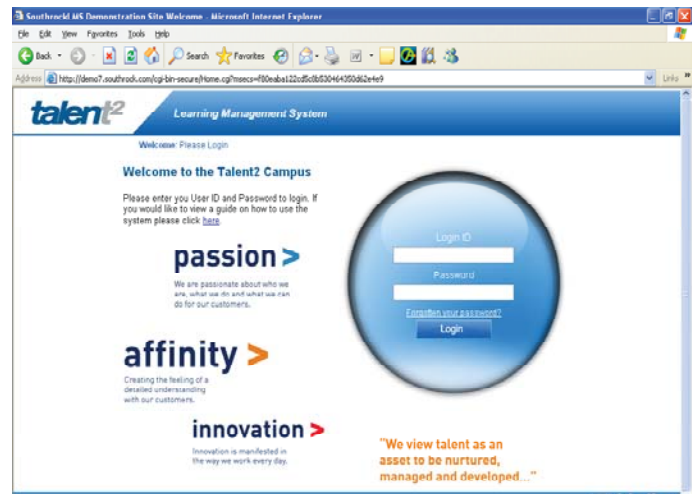 SouthrockLMS Demonstration Site Welcome - Microsoft Internet Explorer
File Edit View Favorites Tools Help
Back Search Favorites
Address http://demo7.southrock.com/cgi-bin-secure/Home.cgi? Links »
talent2 Learning Management System
Welcome: Please Login
Welcome to the Talent2 Campus
Please enter you User ID and Password to login. If
you would like to view a guide on how to use the
system please click here.
passion >
We are passionate about who we
are, what we do and what we can
do for our customers.
affinity >
Creating the feeling of a
detailed understanding
with our customers.
innovation >
Innovation is manifested in
the way we work every day.
Login ID
Password
Forgotten your password?
Login
"We view talent as an
asset to be nurtured,
managed and developed..."